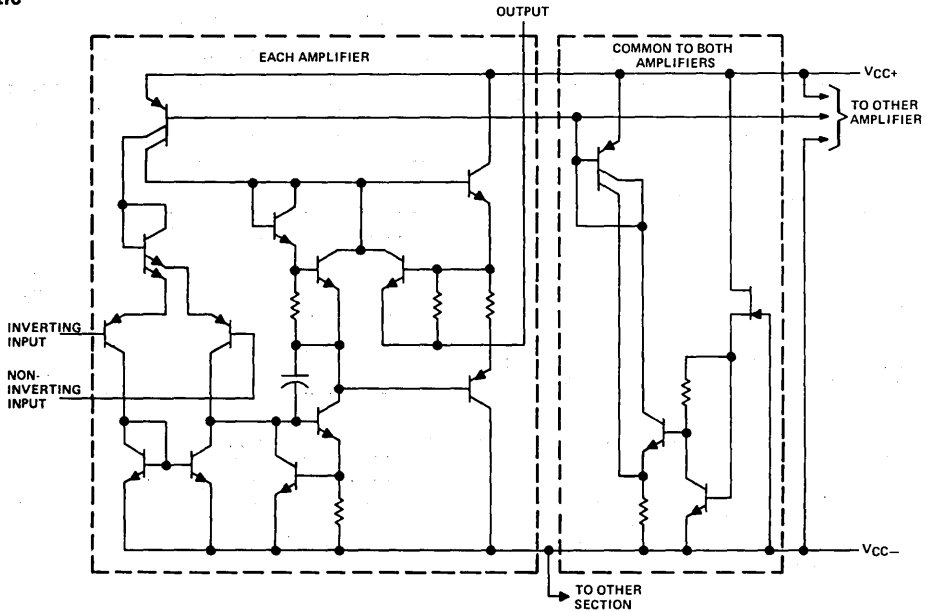 OUTPUT
EACH AMPLIFIER
COMMON TO BOTH
AMPLIFIERS
VCC+
TO OTHER
AMPLIFIER
INVERTING
INPUT
NON-
INVERTING
INPUT
VCC−
TO OTHER
SECTION